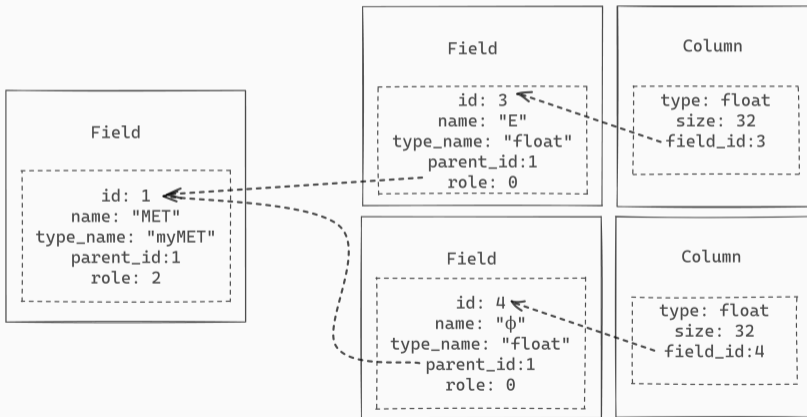 Field
id: 1
name: "MET"
type_name: "myMET"
parent_id:1
role: 2
Field
id: 3
name: "E"
type_name: "float"
parent_id:1
role: 0
Column
type: float
size: 32
field_id:3
Field
id: 4
name: "ϕ"
type_name: "float"
parent_id:1
role: 0
Column
type: float
size: 32
field_id:4